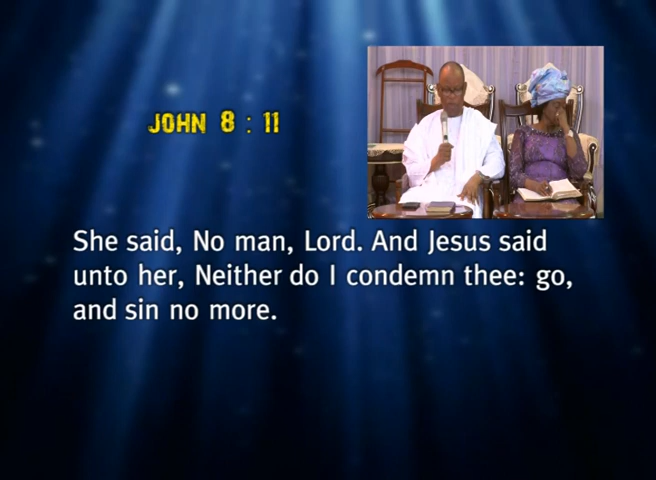 JOHN 8 : 11
She said, No man, Lord. And Jesus said
unto her, Neither do I condemn thee: go,
and sin no more.